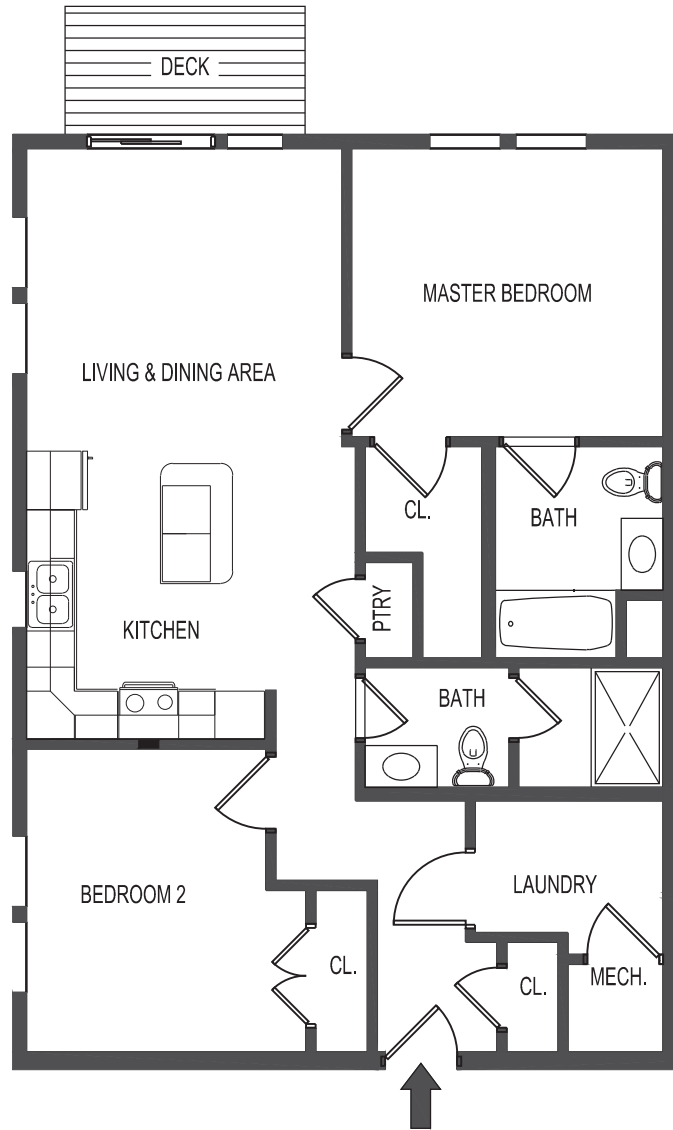 DECK
MASTER BEDROOM
LIVING & DINING AREA
CL.
BATH
PTRY
KITCHEN
BATH
LAUNDRY
BEDROOM 2
CL.
CL.
MECH.